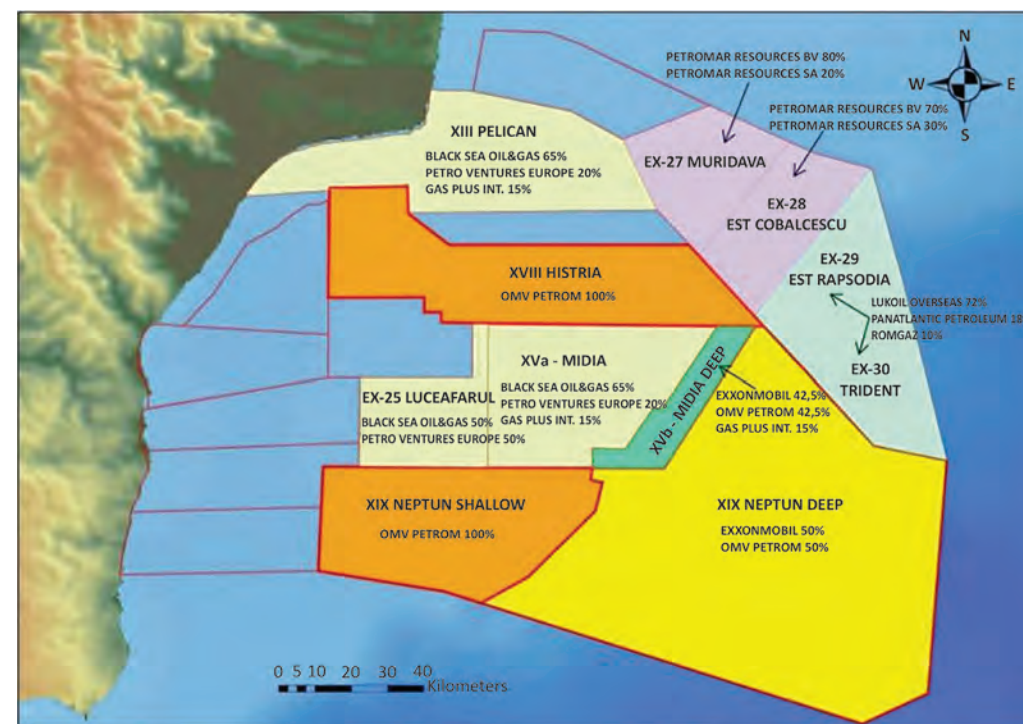 N
W E
S
PETROMAR RESOURCES BV 80%
PETROMAR RESOURCES SA 20%
PETROMAR RESOURCES BV 70%
PETROMAR RESOURCES SA 30%
XIII PELICAN
BLACK SEA OIL&GAS 65%
PETRO VENTURES EUROPE 20%
GAS PLUS INT. 15%
EX-27 MURIDAVA
EX-28
EST COBALCESCU
EX-29
EST RAPSODIA
XVIII HISTRIA
OMV PETROM 100%
LUKOIL OVERSEAS 72%
PANATLANTIC PETROLEUM 18
ROMGAZ 10%
EX-30
TRIDENT
XVa - MIDIA
BLACK SEA OIL&GAS 65%
PETRO VENTURES EUROPE 20%
GAS PLUS INT. 15%
EX-25 LUCEAFARUL
BLACK SEA OIL&GAS 50%
PETRO VENTURES EUROPE 50%
XVb - MIDIA DEEP
EXXONMOBIL 42,5%
OMV PETROM 42,5%
GAS PLUS INT. 15%
XIX NEPTUN SHALLOW
OMV PETROM 100%
XIX NEPTUN DEEP
EXXONMOBIL 50%
OMV PETROM 50%
0 5 10 20 30 40
Kilometers